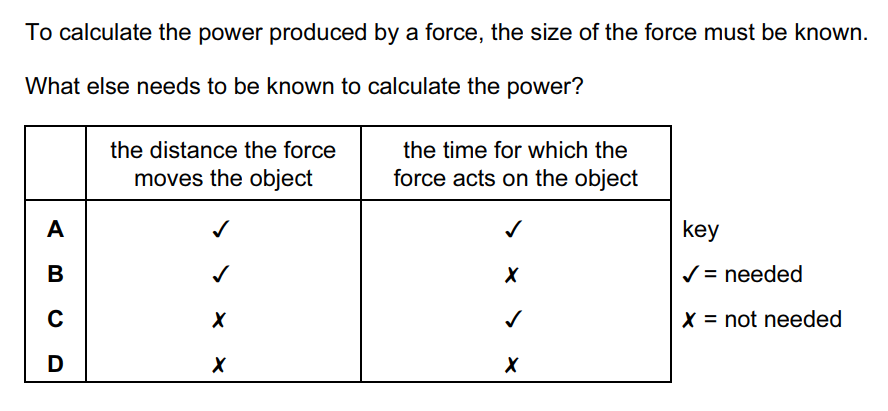 To calculate the power produced by a force, the size of the force must be known.
What else needs to be known to calculate the power?
the distance the force
moves the object
the time for which the
force acts on the object
A ✓ ✓
B ✓ ✗
C ✗ ✓
D ✗ ✗
key
✓ = needed
✗ = not needed